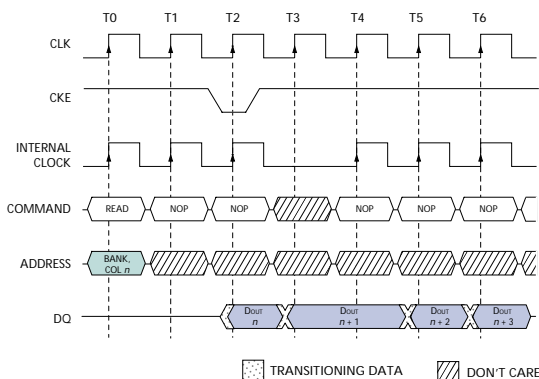 T0 T1 T2 T3 T4 T5 T6
CLK
CKE
INTERNAL
CLOCK
COMMAND READ NOP NOP NOP NOP NOP
ADDRESS BANK,
COL n
DQ DOUT DOUT DOUT DOUT
n n + 1 n + 2 n + 3
TRANSITIONING DATA DON'T CARE